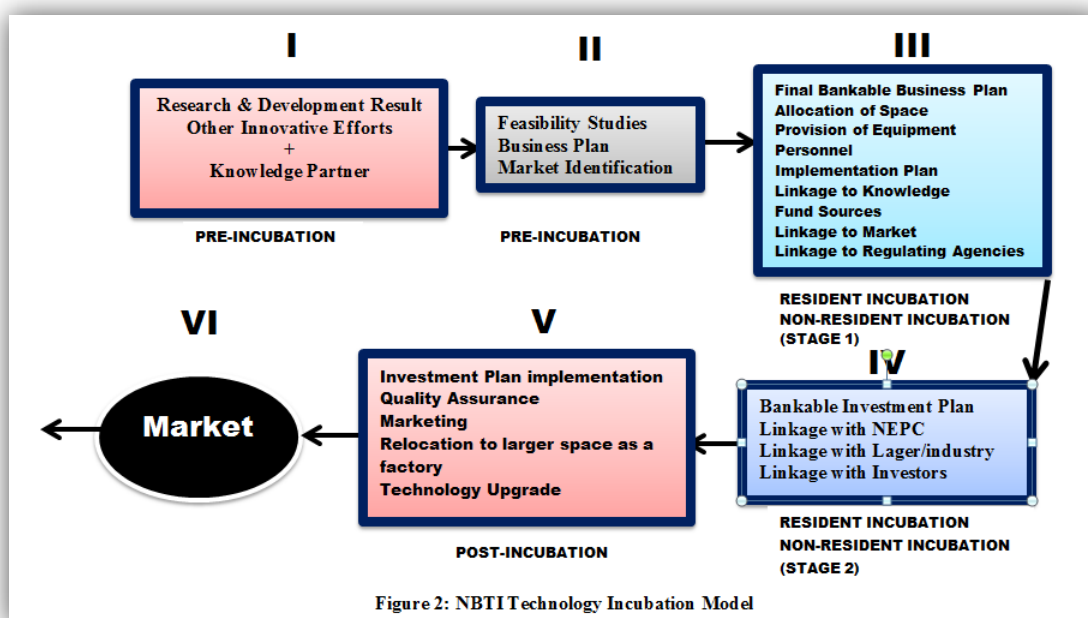 I
Research & Development Result
Other Innovative Efforts
+
Knowledge Partner
PRE-INCUBATION
II
Feasibility Studies
Business Plan
Market Identification
PRE-INCUBATION
III
Final Bankable Business Plan
Allocation of Space
Provision of Equipment
Personnel
Implementation Plan
Linkage to Knowledge
Fund Sources
Linkage to Market
Linkage to Regulating Agencies
RESIDENT INCUBATION
NON-RESIDENT INCUBATION
(STAGE 1)
IV
Bankable Investment Plan
Linkage with NEPC
Linkage with Lager/industry
Linkage with Investors
RESIDENT INCUBATION
NON-RESIDENT INCUBATION
(STAGE 2)
V
Investment Plan implementation
Quality Assurance
Marketing
Relocation to larger space as a
factory
Technology Upgrade
POST-INCUBATION
VI
Market
Figure 2: NBTI Technology Incubation Model